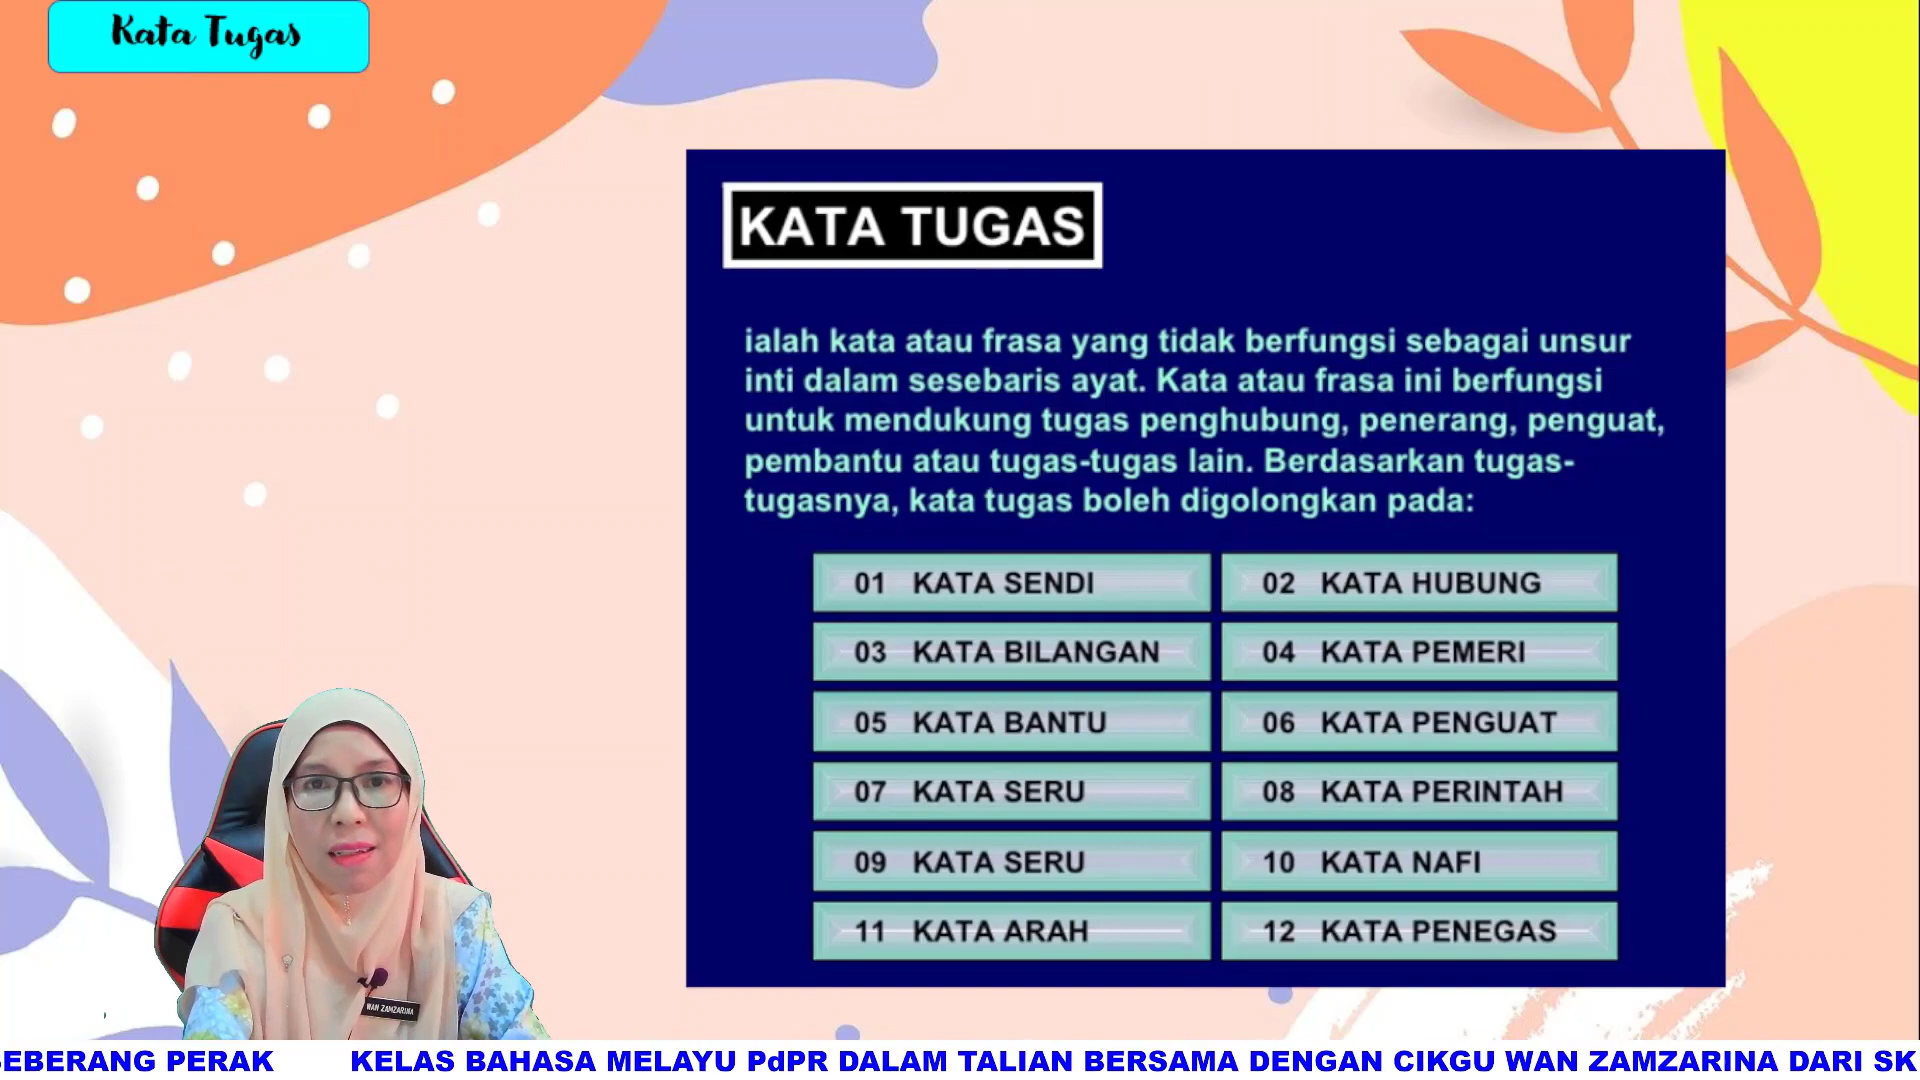 Kata Tugas
KATA TUGAS
ialah kata atau frasa yang tidak berfungsi sebagai unsur
inti dalam sesebaris ayat. Kata atau frasa ini berfungsi
untuk mendukung tugas penghubung, penerang, penguat,
pembantu atau tugas-tugas lain. Berdasarkan tugas-
tugasnya, kata tugas boleh digolongkan pada:
01 KATA SENDI
02 KATA HUBUNG
03 KATA BILANGAN
04 KATA PEMERI
05 KATA BANTU
06 KATA PENGUAT
07 KATA SERU
08 KATA PERINTAH
09 KATA SERU
10 KATA NAFI
11 KATA ARAH
12 KATA PENEGAS
WAN ZAMZARINA
SEBERANG PERAK KELAS BAHASA MELAYU PdPR DALAM TALIAN BERSAMA DENGAN CIKGU WAN ZAMZARINA DARI SK